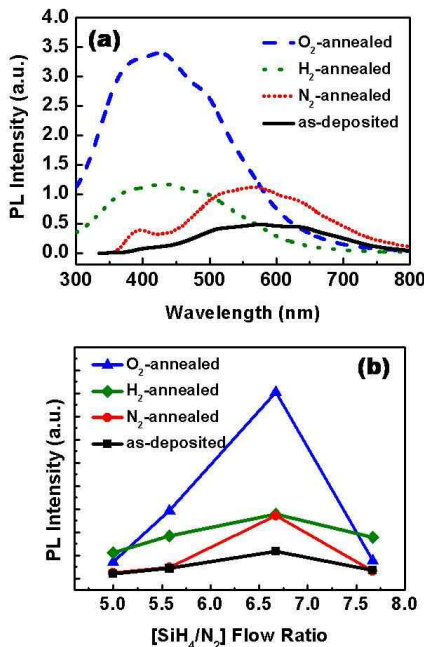 (a)
O2-annealed
H2-annealed
N2-annealed
as-deposited
PL Intensity (a.u.)
3.5
3.0
2.5
2.0
1.5
1.0
0.5
0.0
300 400 500 600 700 800
Wavelength (nm)
(b)
O2-annealed
H2-annealed
N2-annealed
as-deposited
PL Intensity (a.u.)
5.0 5.5 6.0 6.5 7.0 7.5 8.0
[SiH4/N2] Flow Ratio